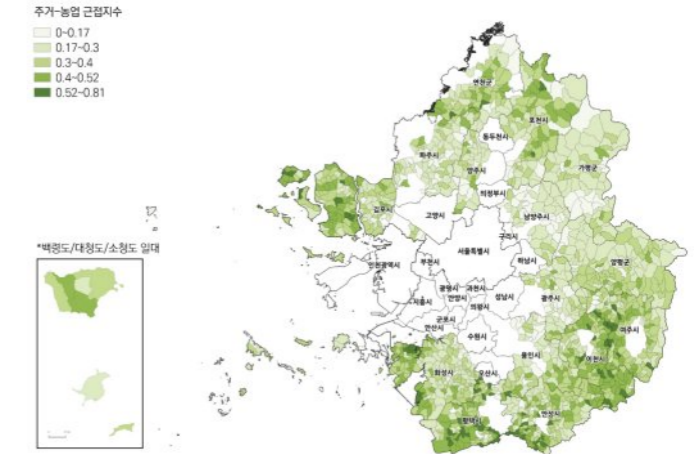 주거-농업 근접지수
0~0.17
0.17~0.3
0.3~0.4
0.4~0.52
0.52~0.81
연천군
포천시
동두천시
파주시
양주시
가평군
의정부시
김포시
고양시
남양주시
구리시
*백령도/대청도/소청도 일대
서울특별시
양평군
인천광역시
부천시
하남시
광명시
과천시
성남시
광주시
시흥시
안양시
의왕시
군포시
안산시
수원시
여주시
이천시
용인시
화성시
오산시
안성시
평택시